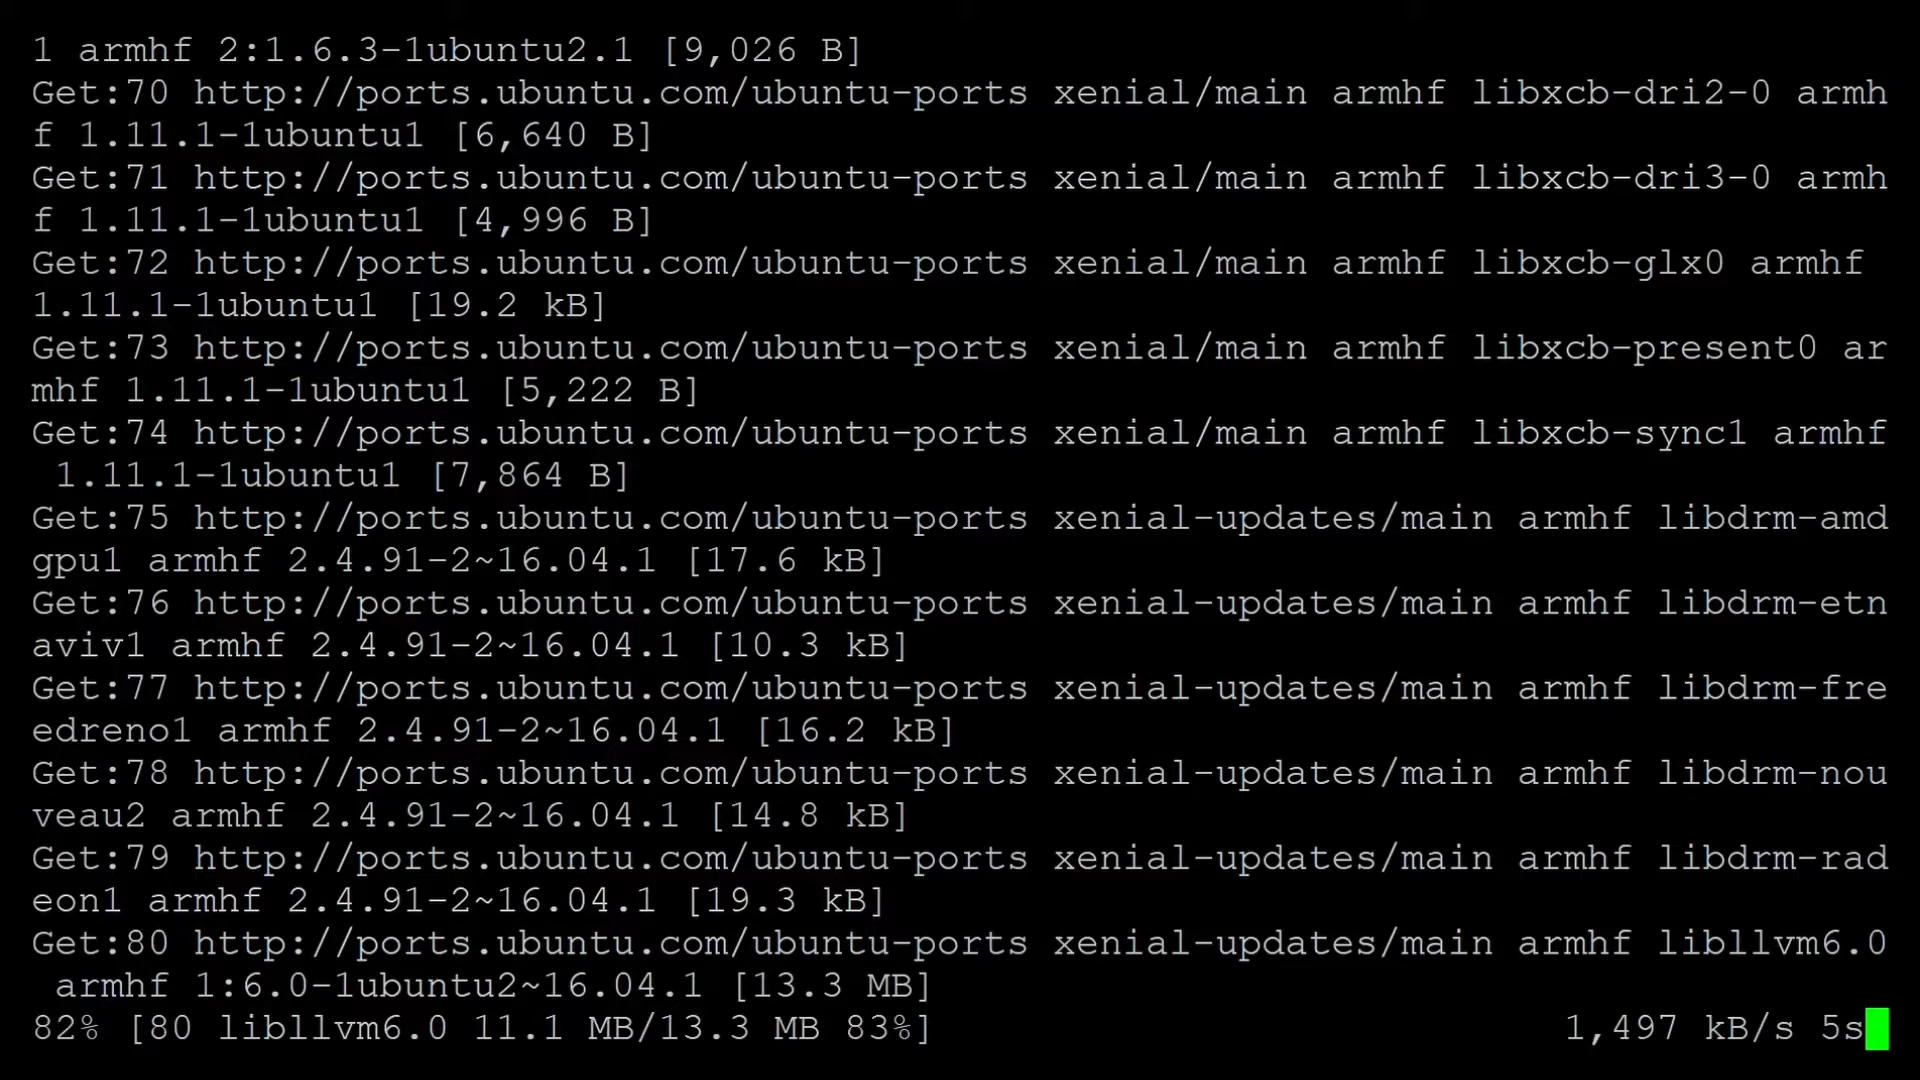 1 armhf 2:1.6.3-1ubuntu2.1 [9,026 B]
Get:70 http://ports.ubuntu.com/ubuntu-ports xenial/main armhf libxcb-dri2-0 armh
f 1.11.1-1ubuntu1 [6,640 B]
Get:71 http://ports.ubuntu.com/ubuntu-ports xenial/main armhf libxcb-dri3-0 armh
f 1.11.1-1ubuntu1 [4,996 B]
Get:72 http://ports.ubuntu.com/ubuntu-ports xenial/main armhf libxcb-glx0 armhf
1.11.1-1ubuntu1 [19.2 kB]
Get:73 http://ports.ubuntu.com/ubuntu-ports xenial/main armhf libxcb-present0 ar
mhf 1.11.1-1ubuntu1 [5,222 B]
Get:74 http://ports.ubuntu.com/ubuntu-ports xenial/main armhf libxcb-sync1 armhf
 1.11.1-1ubuntu1 [7,864 B]
Get:75 http://ports.ubuntu.com/ubuntu-ports xenial-updates/main armhf libdrm-amd
gpu1 armhf 2.4.91-2~16.04.1 [17.6 kB]
Get:76 http://ports.ubuntu.com/ubuntu-ports xenial-updates/main armhf libdrm-etn
aviv1 armhf 2.4.91-2~16.04.1 [10.3 kB]
Get:77 http://ports.ubuntu.com/ubuntu-ports xenial-updates/main armhf libdrm-fre
edreno1 armhf 2.4.91-2~16.04.1 [16.2 kB]
Get:78 http://ports.ubuntu.com/ubuntu-ports xenial-updates/main armhf libdrm-nou
veau2 armhf 2.4.91-2~16.04.1 [14.8 kB]
Get:79 http://ports.ubuntu.com/ubuntu-ports xenial-updates/main armhf libdrm-rad
eon1 armhf 2.4.91-2~16.04.1 [19.3 kB]
Get:80 http://ports.ubuntu.com/ubuntu-ports xenial-updates/main armhf libllvm6.0
 armhf 1:6.0-1ubuntu2~16.04.1 [13.3 MB]
82% [80 libllvm6.0 11.1 MB/13.3 MB 83%] 1,497 kB/s 5s